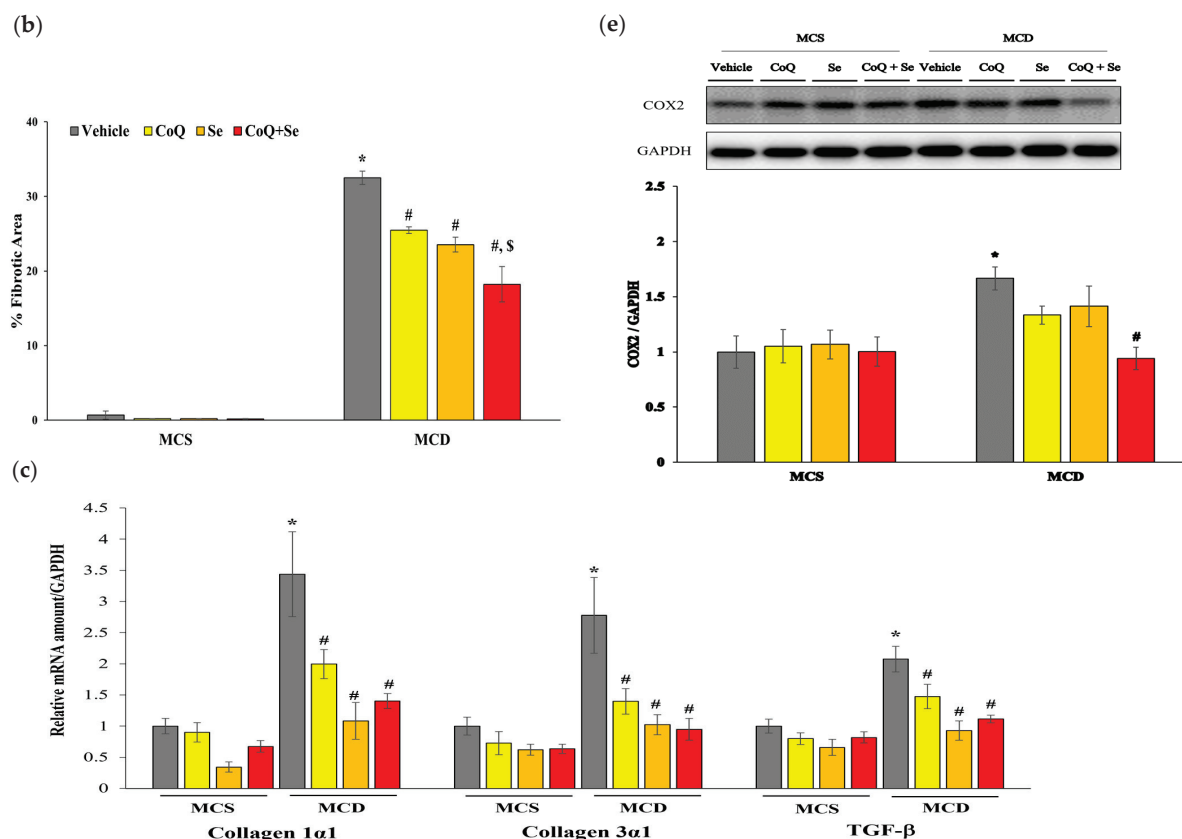 (b)
Vehicle CoQ Se CoQ+Se
% Fibrotic Area
40
30
20
10
0
*
#
#
#, $
MCS MCD
(e)
MCS MCD
Vehicle CoQ Se CoQ + Se Vehicle CoQ Se CoQ + Se
COX2
GAPDH
COX2 / GAPDH
2.5
2
1.5
1
0.5
0
*
#
MCS MCD
(c)
Relative mRNA amount/GAPDH
4.5
4
3.5
3
2.5
2
1.5
1
0.5
0
* # # #
* # # #
* # # #
MCS MCD MCS MCD MCS MCD
Collagen 1α1 Collagen 3α1 TGF-β